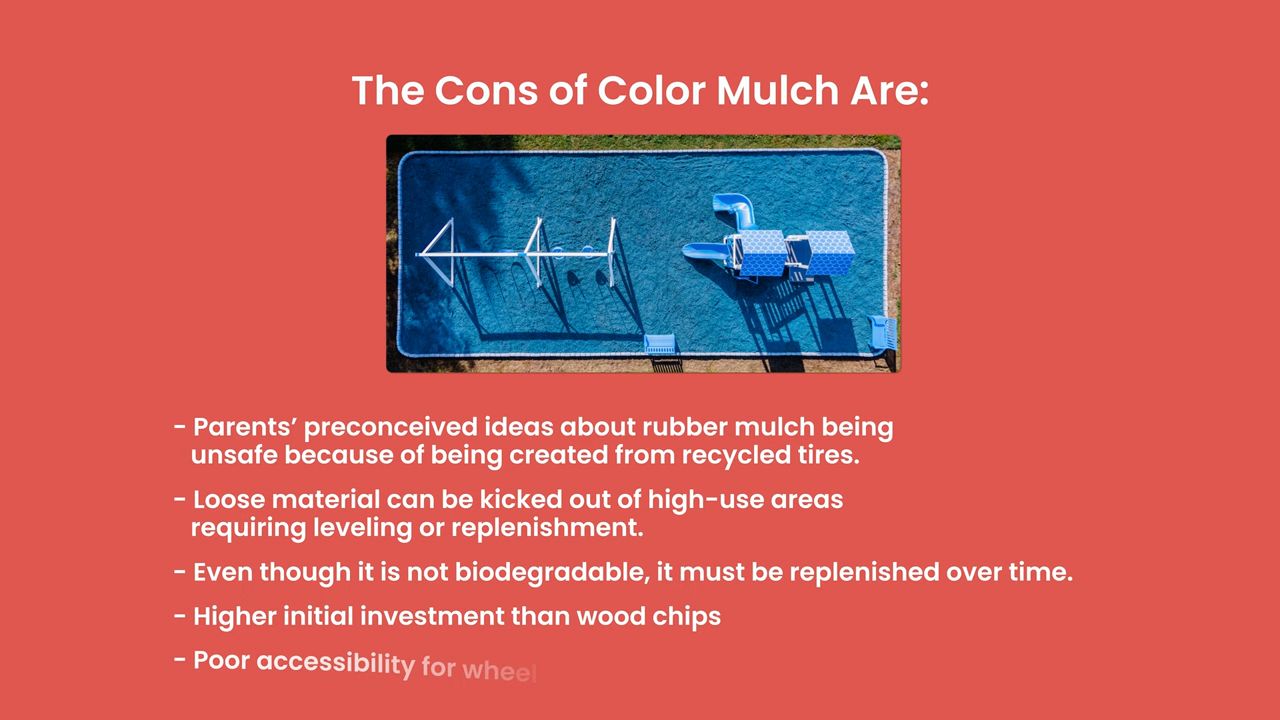 The Cons of Color Mulch Are:
- Parents’ preconceived ideas about rubber mulch being
unsafe because of being created from recycled tires.
- Loose material can be kicked out of high-use areas
requiring leveling or replenishment.
- Even though it is not biodegradable, it must be replenished over time.
- Higher initial investment than wood chips
- Poor accessibility for wheel